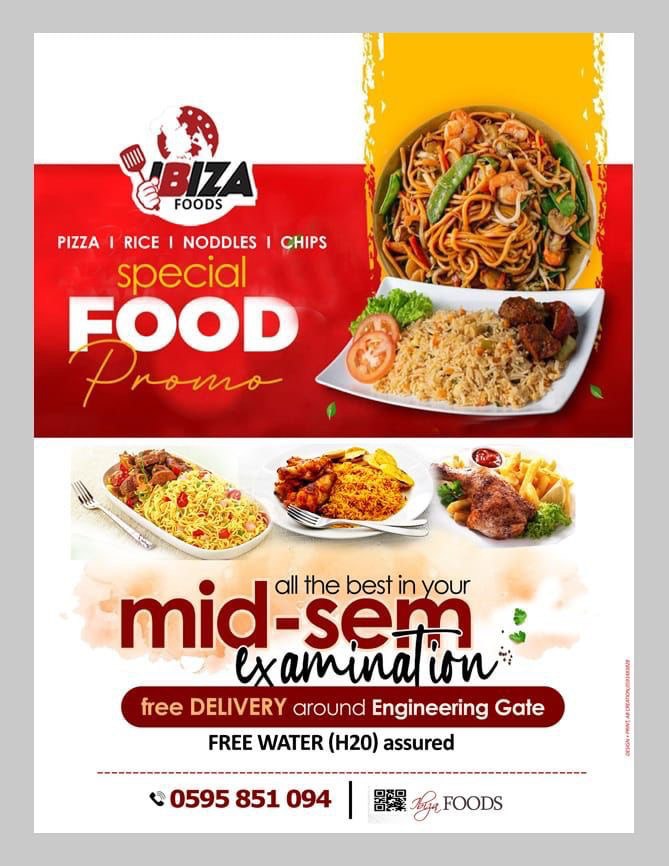 IBIZA
FOODS
PIZZA I RICE I NODDLES I CHIPS
special
FOOD
Promo
all the best in your
mid-sem
examination
free DELIVERY around Engineering Gate
FREE WATER (H20) assured
0595 851 094
Ibiza FOODS